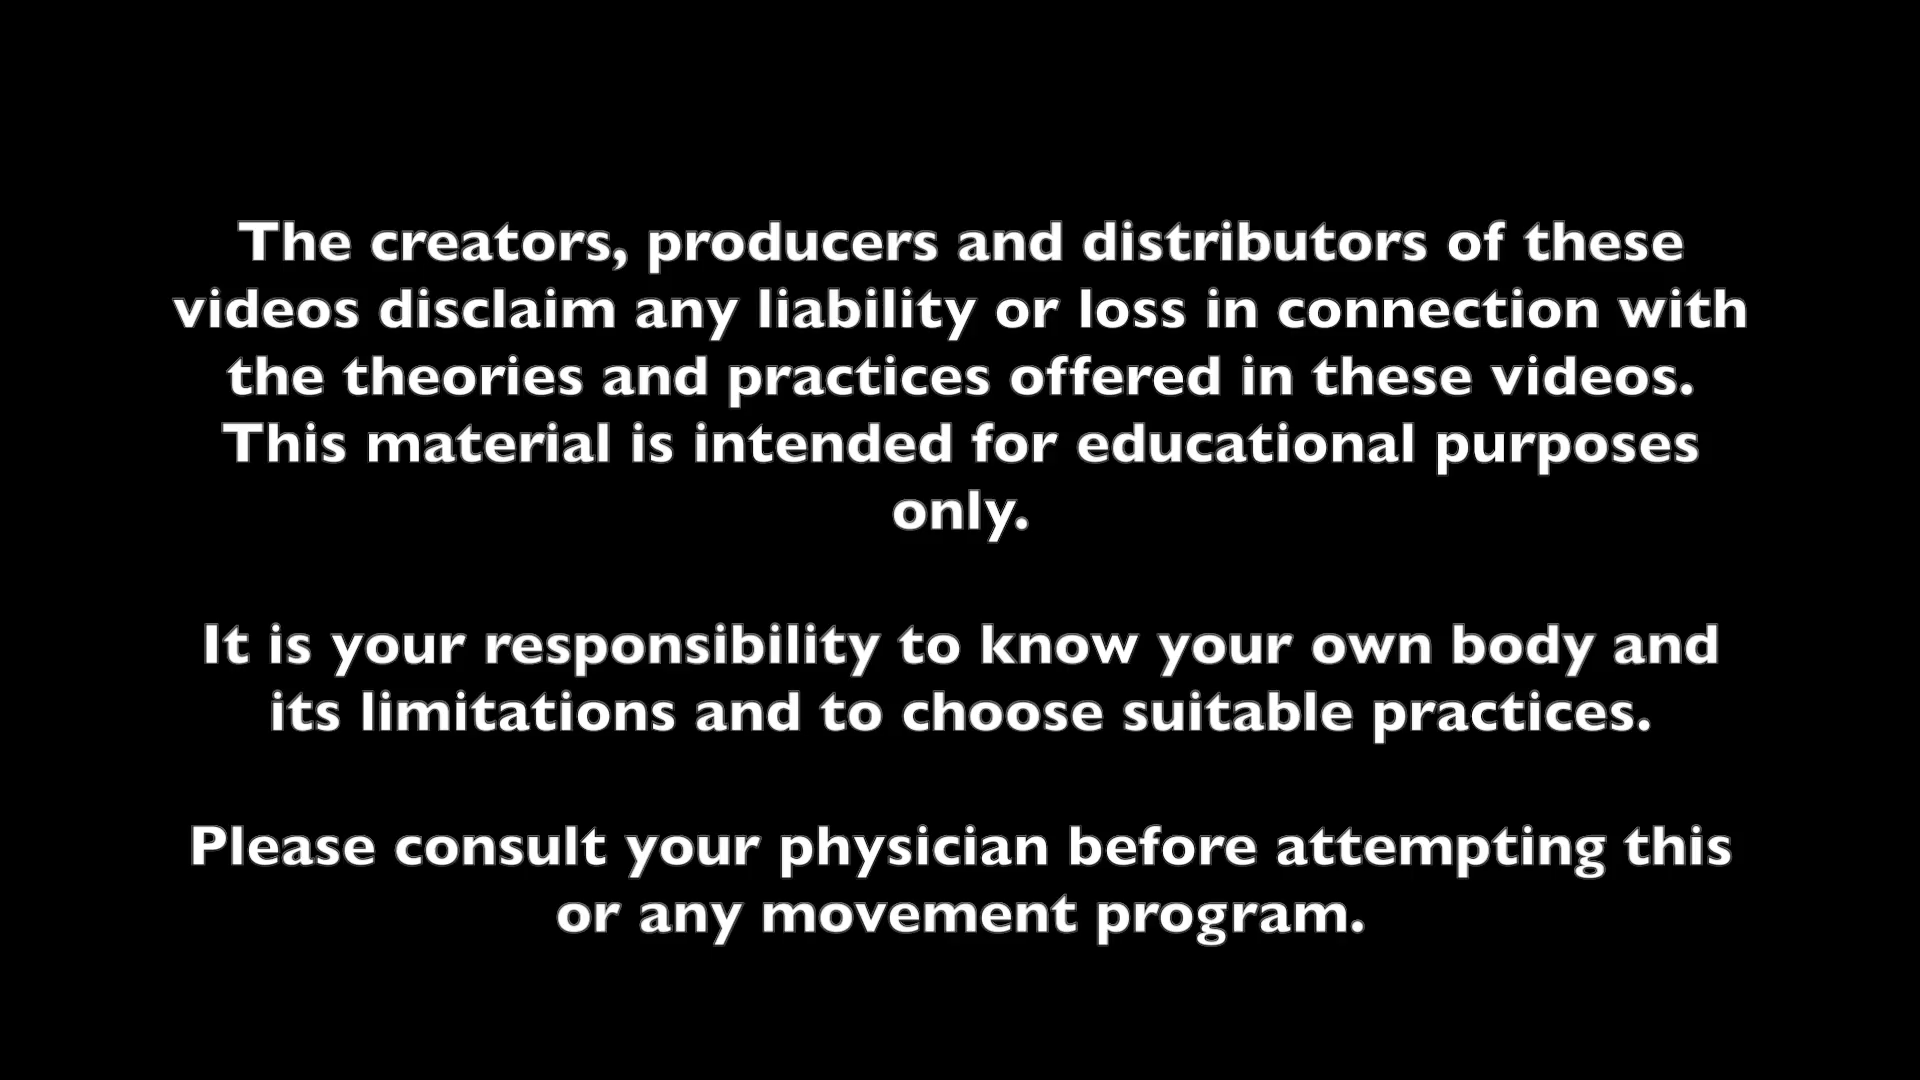 The creators, producers and distributors of these
videos disclaim any liability or loss in connection with
the theories and practices offered in these videos.
This material is intended for educational purposes
only.
It is your responsibility to know your own body and
its limitations and to choose suitable practices.
Please consult your physician before attempting this
or any movement program.